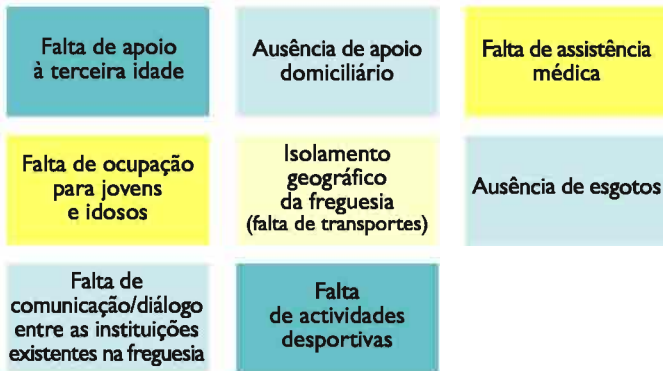 Falta de apoio
à terceira idade
Ausência de apoio
domiciliário
Falta de assistência
médica
Falta de ocupação
para jovens
e idosos
Isolamento
geográfico
da freguesia
(falta de transportes)
Ausência de esgotos
Falta de
comunicação/diálogo
entre as instituições
existentes na freguesia
Falta
de actividades
desportivas